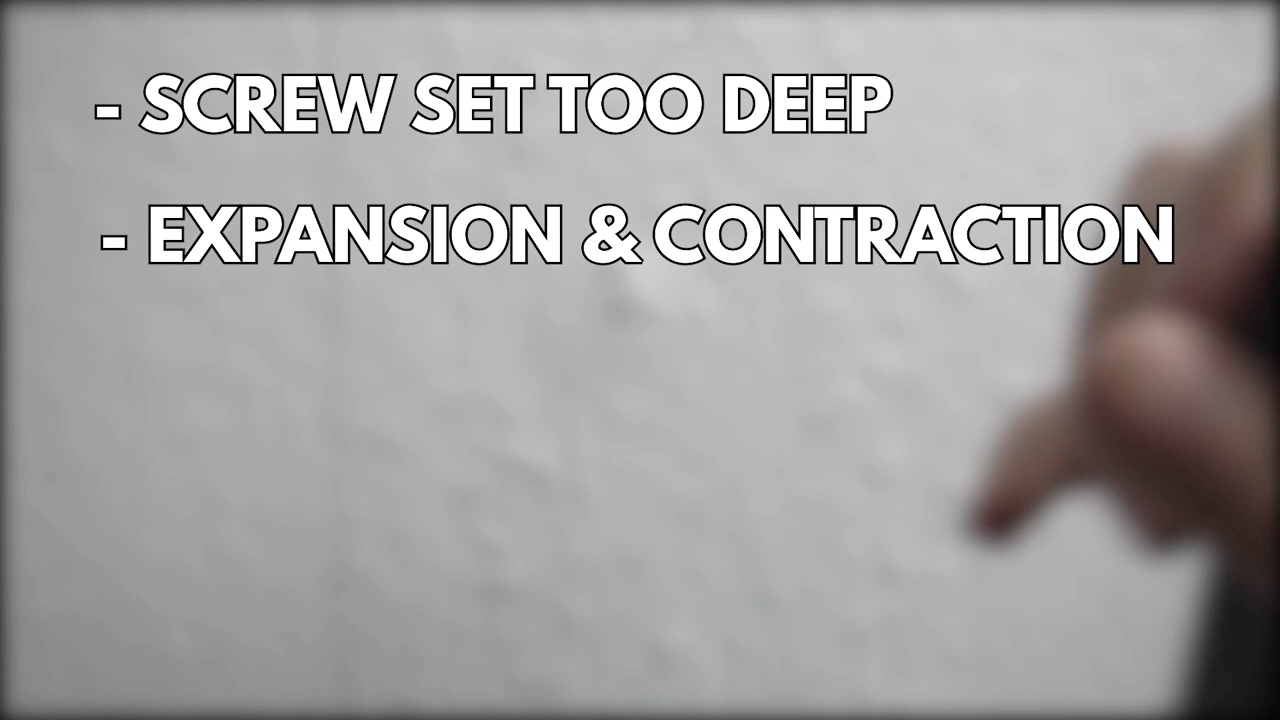 - SCREW SET TOO DEEP
- EXPANSION & CONTRACTION